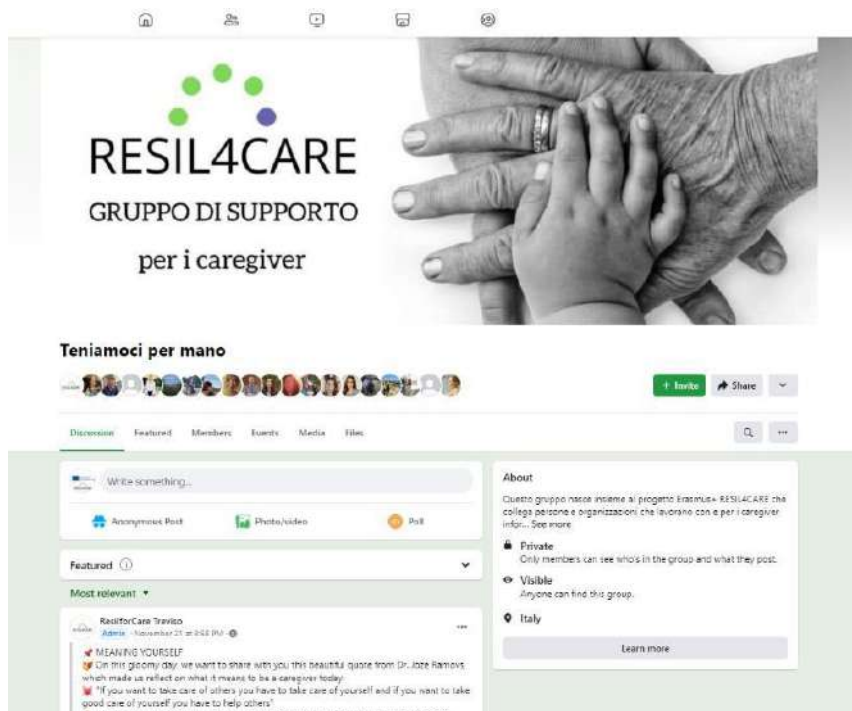 RESIL4CARE
GRUPPO DI SUPPORTO
per i caregiver
Teniamoci per mano
+ Invite
Share
Discussion Featured Members Events Media Files
Write something...
Anonymous Post Photo/video Poll
Featured
Most relevant
ResilforCare Treviso
Admin · November 21 at
MEANING YOURSELF
On this gloomy day, we want to share with you this beautiful quote from Dr. Joze Ramovs,
which made us reflect on what it means to be a caregiver today:
"If you want to take care of others you have to take care of yourself and if you want to take
good care of yourself you have to help others"
About
Questo gruppo nasce insieme al progetto Erasmus+ RESIL4CARE che
collega persone e organizzazioni che lavorano con e per i caregiver
infor... See more
Private
Only members can see who's in the group and what they post.
Visible
Anyone can find this group.
Italy
Learn more